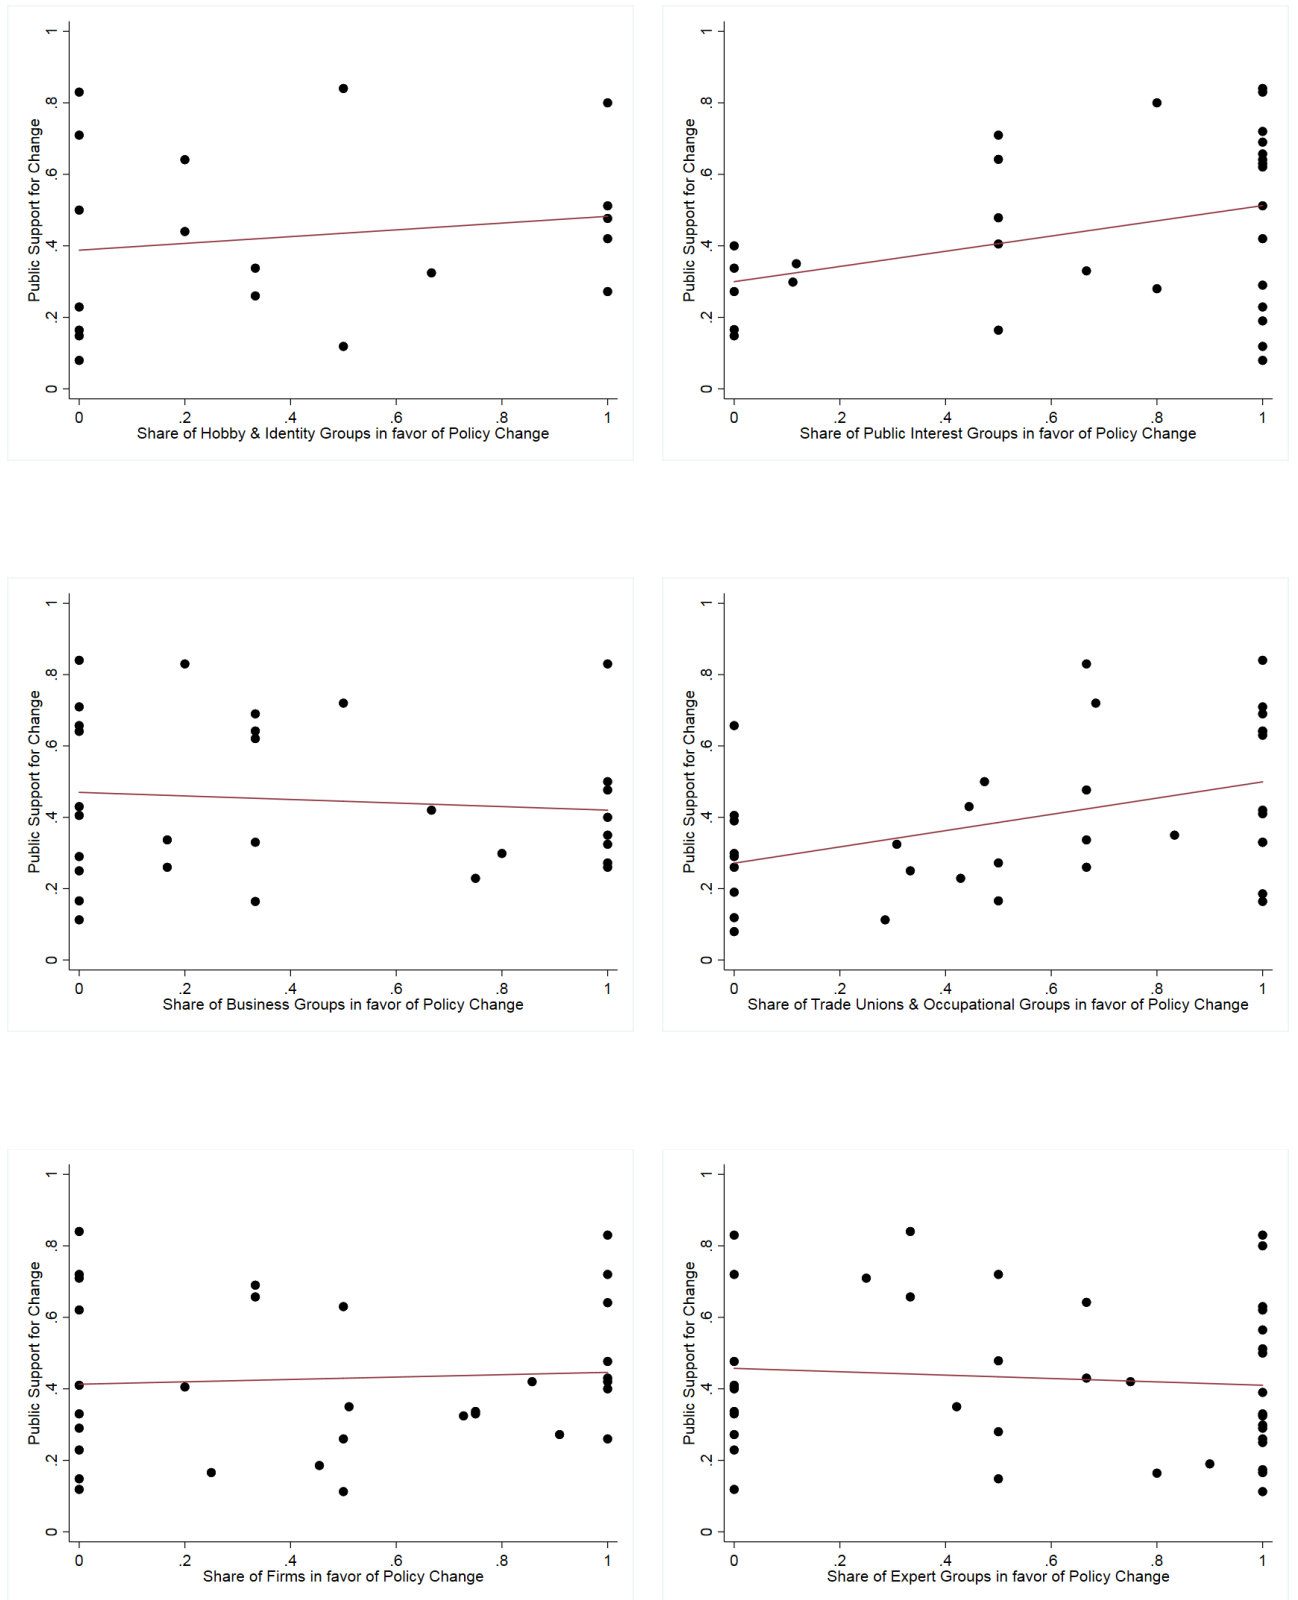 Public Support for Change
0 .2 .4 .6 .8 1
0 .2 .4 .6 .8 1
Share of Hobby & Identity Groups in favor of Policy Change
Public Support for Change
0 .2 .4 .6 .8 1
0 .2 .4 .6 .8 1
Share of Public Interest Groups in favor of Policy Change
Public Support for Change
0 .2 .4 .6 .8 1
0 .2 .4 .6 .8 1
Share of Business Groups in favor of Policy Change
Public Support for Change
0 .2 .4 .6 .8 1
0 .2 .4 .6 .8 1
Share of Trade Unions & Occupational Groups in favor of Policy Change
Public Support for Change
0 .2 .4 .6 .8 1
0 .2 .4 .6 .8 1
Share of Firms in favor of Policy Change
Public Support for Change
0 .2 .4 .6 .8 1
0 .2 .4 .6 .8 1
Share of Expert Groups in favor of Policy Change